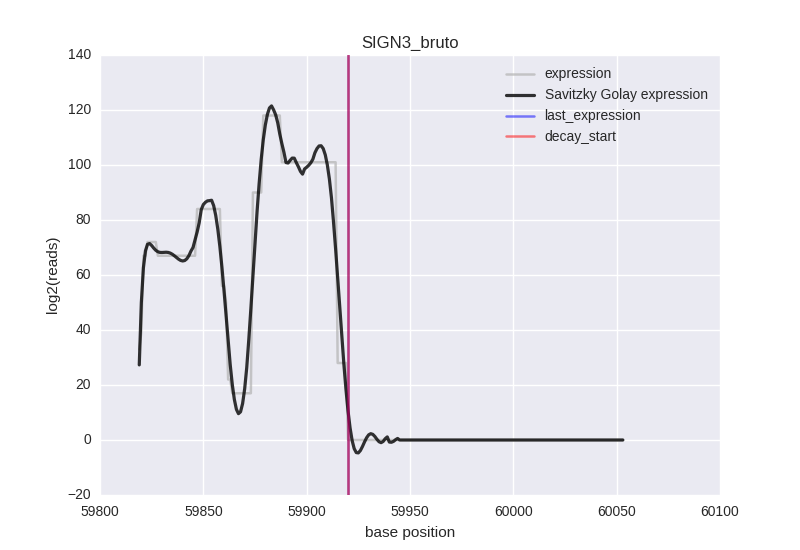 SIGN3_bruto
140
120
100
80
60
40
20
0
−20
log2(reads)
expression
Savitzky Golay expression
last_expression
decay_start
59800 59850 59900 59950 60000 60050 60100
base position